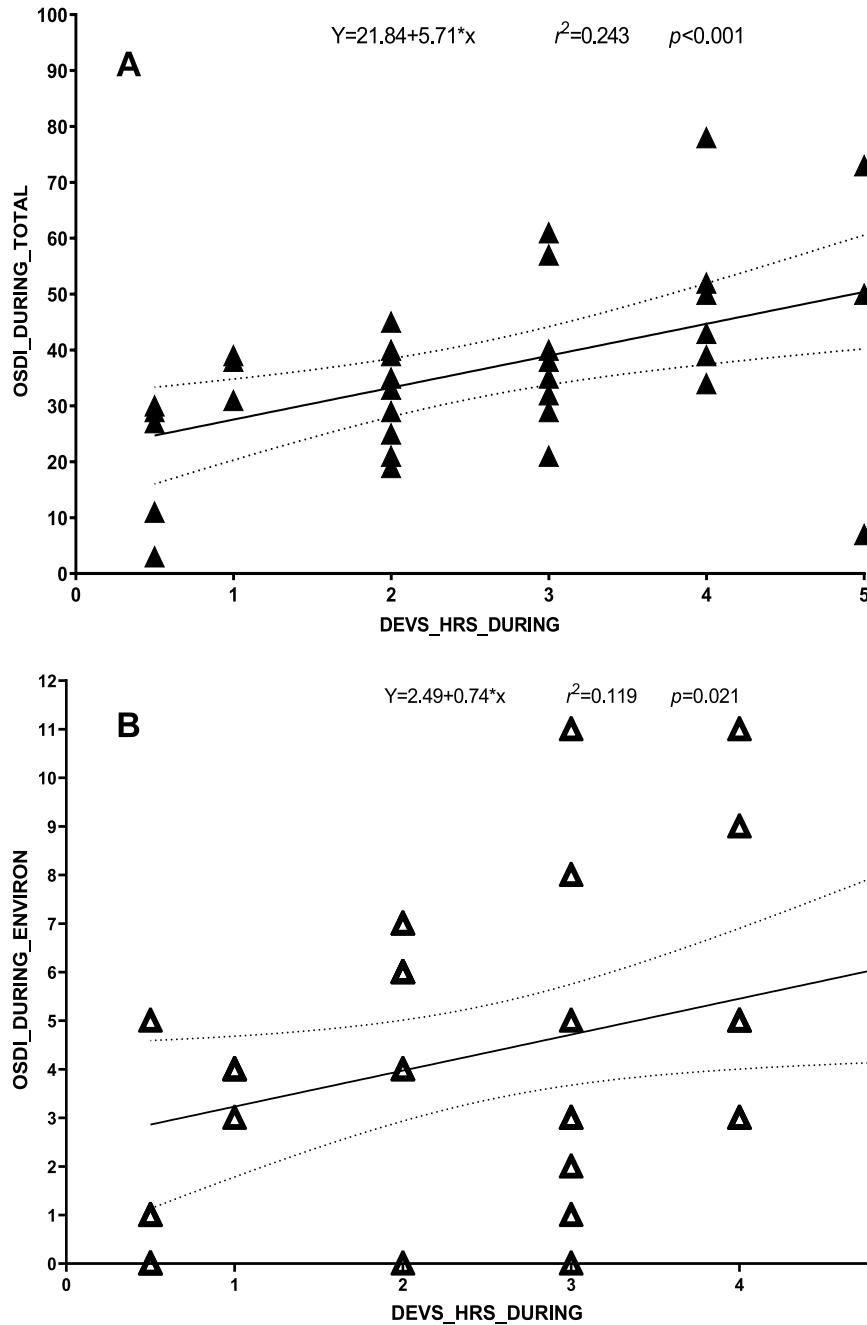 Y=21.84+5.71*x r²=0.243 p<0.001
A
100
90
80
70
60
50
40
30
20
10
0
OSDI_DURING_TOTAL
0 1 2 3 4 5
DEVS_HRS_DURING
Y=2.49+0.74*x r²=0.119 p=0.021
B
12
11
10
9
8
7
6
5
4
3
2
1
0
OSDI_DURING_ENVIRON
0 1 2 3 4
DEVS_HRS_DURING